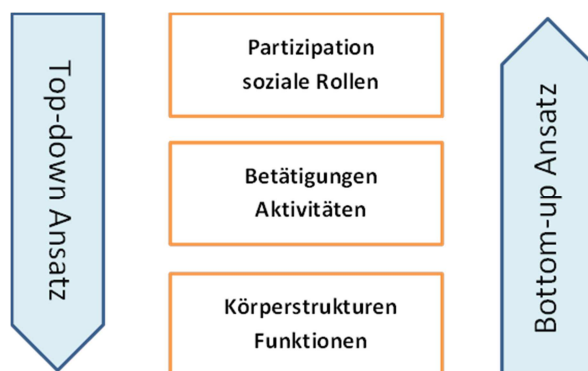 Top-down Ansatz
Partizipation
soziale Rollen
Betätigungen
Aktivitäten
Körperstrukturen
Funktionen
Bottom-up Ansatz